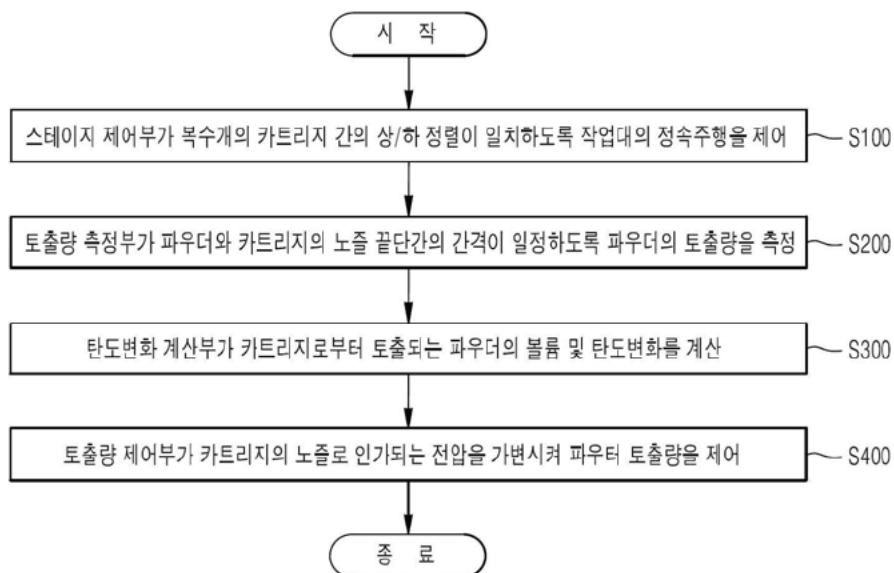 시 작
스테이지 제어부가 복수개의 카트리지 간의 상/하 정렬이 일치하도록 작업대의 정속주행을 제어 S100
토출량 측정부가 파우더와 카트리지의 노즐 끝단간의 간격이 일정하도록 파우더의 토출량을 측정 S200
탄도변화 계산부가 카트리지로부터 토출되는 파우더의 볼륨 및 탄도변화를 계산 S300
토출량 제어부가 카트리지의 노즐로 인가되는 전압을 가변시켜 파우터 토출량을 제어 S400
종 료